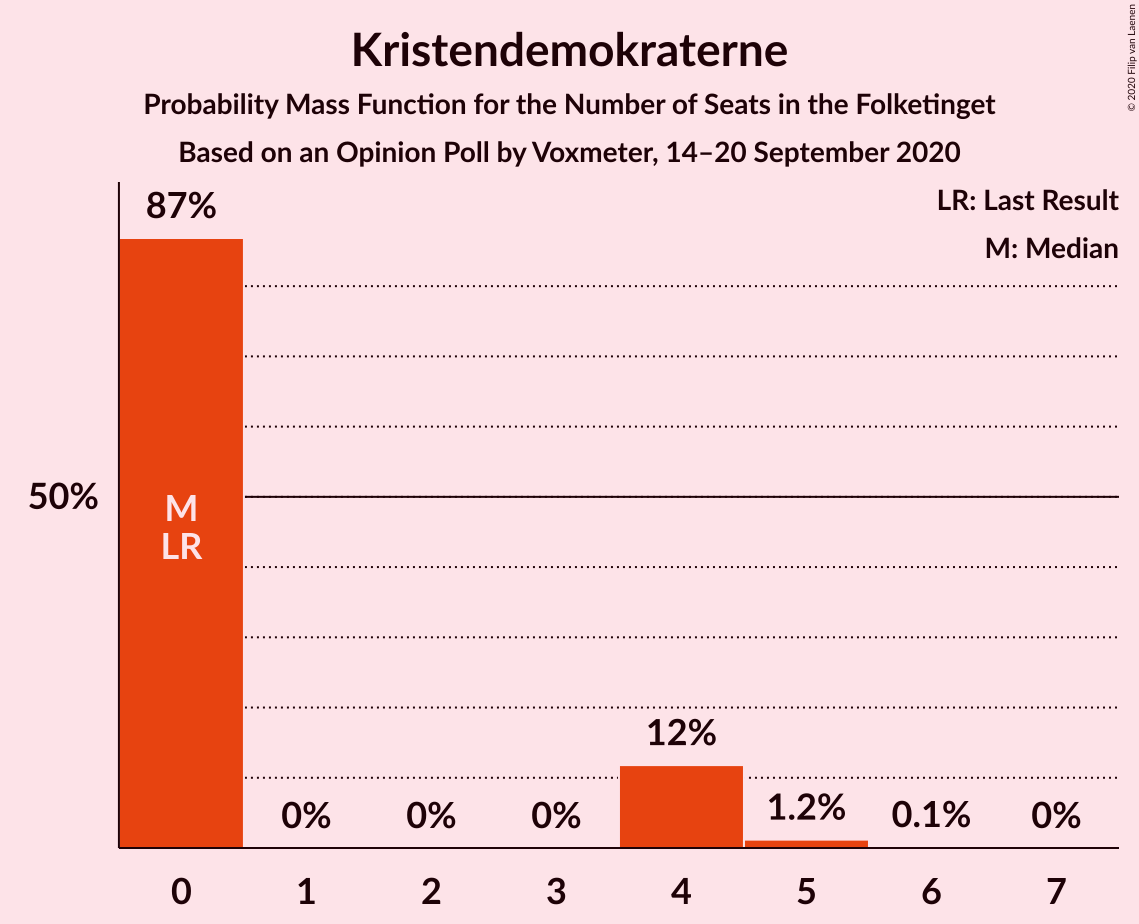 Kristendemokraterne
Probability Mass Function for the Number of Seats in the Folketinget
Based on an Opinion Poll by Voxmeter, 14–20 September 2020
© 2020 Filip van Laenen
LR: Last Result
M: Median
87%
50%
M
LR
0%
0%
0%
12%
1.2%
0.1%
0%
0
1
2
3
4
5
6
7